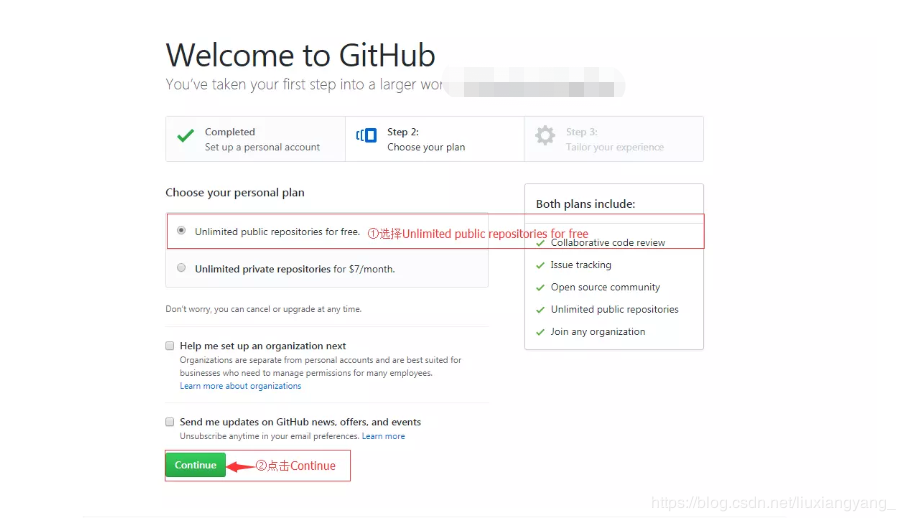 Welcome to GitHub
You've taken your first step into a larger
Completed
Set up a personal account
Step 2:
Choose your plan
Step 3:
Tailor your experience
Choose your personal plan
Unlimited public repositories for free.
①选择Unlimited public repositories for free
Unlimited private repositories for $7/month.
Don't worry, you can cancel or upgrade at any time.
Both plans include:
Collaborative code review
Issue tracking
Open source community
Unlimited public repositories
Join any organization
Help me set up an organization next
Organizations are separate from personal accounts and are best suited for
businesses who need to manage permissions for many employees.
Learn more about organizations
Send me updates on GitHub news, offers, and events
Unsubscribe anytime in your email preferences. Learn more
Continue
②点击Continue
https://blog.csdn.net/liuxiangyang_